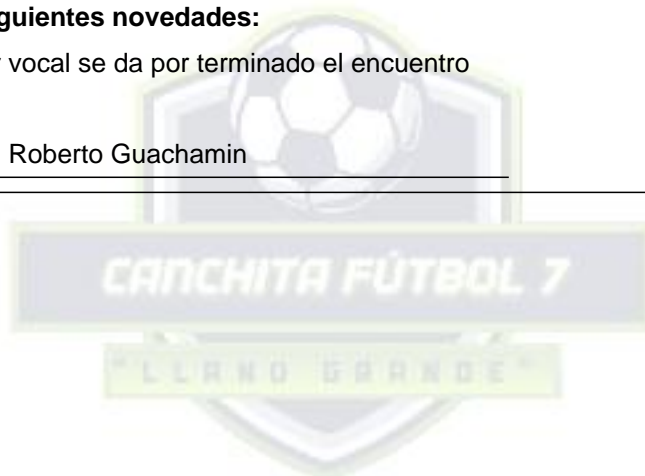 guientes novedades:
vocal se da por terminado el encuentro
Roberto Guachamin
CANCHITA FÚTBOL 7
"LLANO GRANDE"